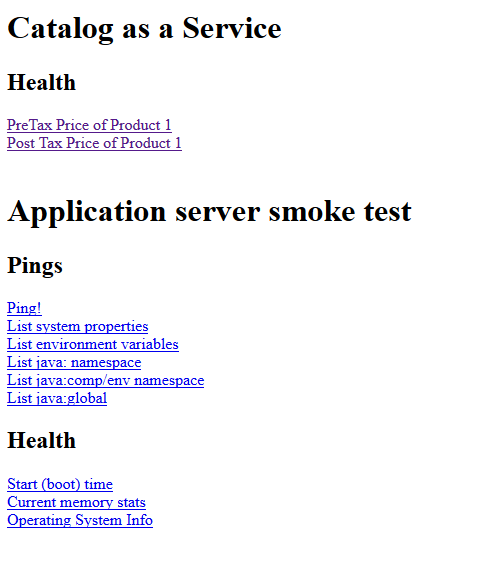 Catalog as a Service
Health
PreTax Price of Product 1
Post Tax Price of Product 1
Application server smoke test
Pings
Ping!
List system properties
List environment variables
List java: namespace
List java:comp/env namespace
List java:global
Health
Start (boot) time
Current memory stats
Operating System Info